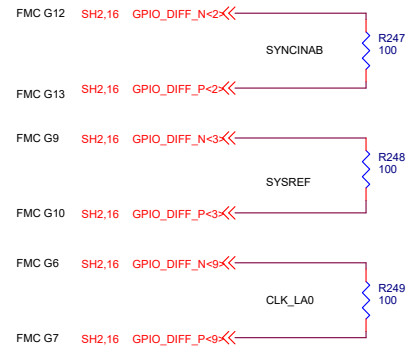 FMC G12 SH2,16 GPIO_DIFF_N<2>
R247
100
SYNCINAB
FMC G13 SH2,16 GPIO_DIFF_P<2>
FMC G9 SH2,16 GPIO_DIFF_N<3>
R248
100
SYSREF
FMC G10 SH2,16 GPIO_DIFF_P<3>
FMC G6 SH2,16 GPIO_DIFF_N<9>
R249
100
CLK_LA0
FMC G7 SH2,16 GPIO_DIFF_P<9>